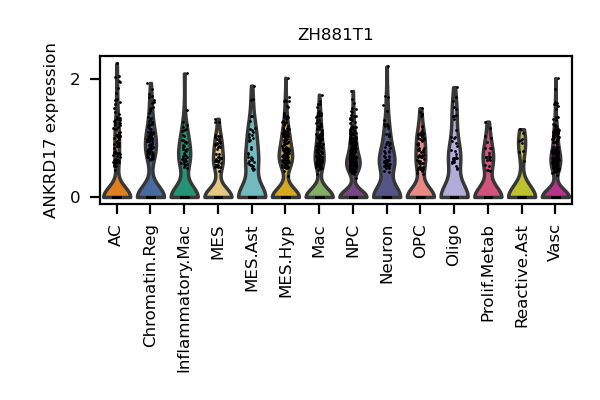 ZH881T1
ANKRD17 expression
2
0
AC
Chromatin.Reg
Inflammatory.Mac
MES
MES.Ast
MES.Hyp
Mac
NPC
Neuron
OPC
Oligo
Prolif.Metab
Reactive.Ast
Vasc